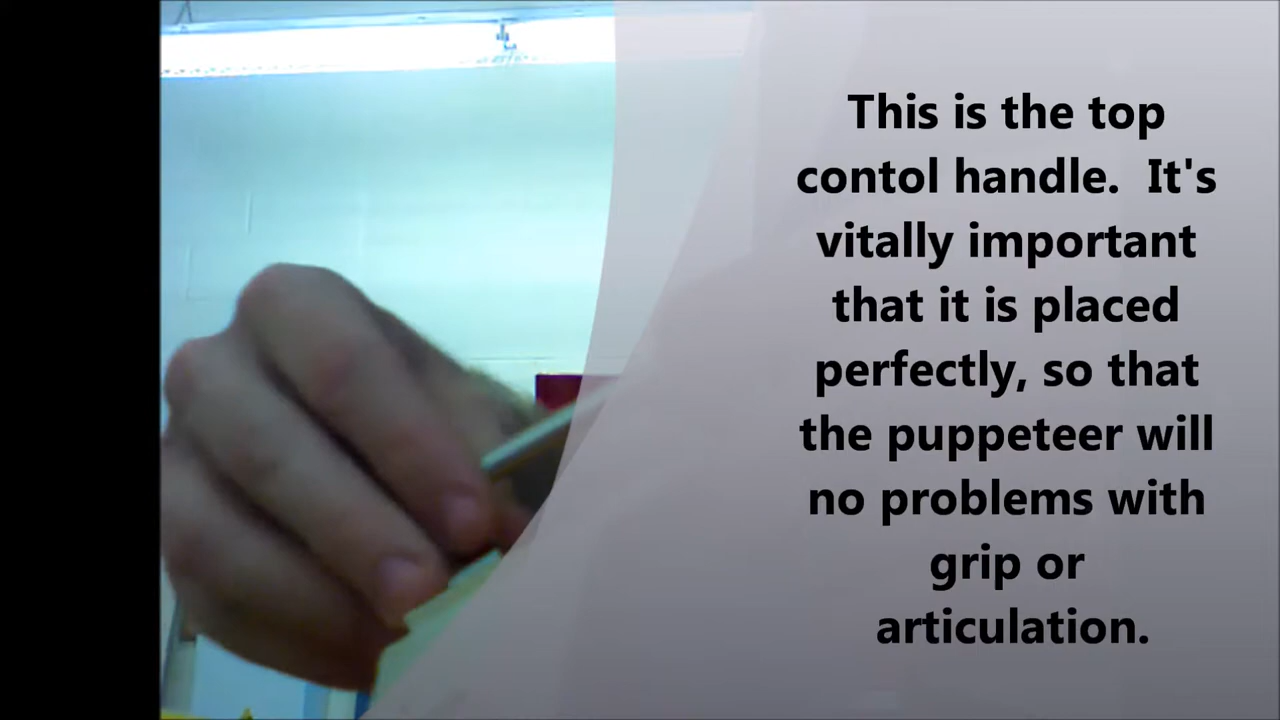 This is the top
contol handle.  It's
vitally important
that it is placed
perfectly, so that
the puppeteer will
no problems with
grip or
articulation.